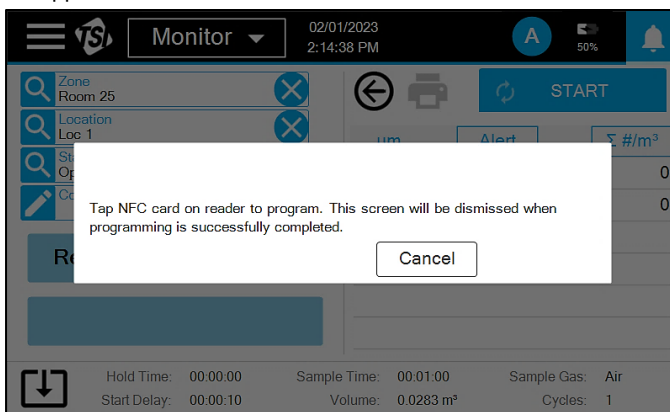 TSI
Monitor
02/01/2023
2:14:38 PM
A
50%
Zone
Room 25
START
Location
Loc 1
µm
Alert
Σ #/m³
0
0
Tap NFC card on reader to program. This screen will be dismissed when
programming is successfully completed.
Cancel
Hold Time: 00:00:00
Sample Time: 00:01:00
Sample Gas: Air
Start Delay: 00:00:10
Volume: 0.0283 m³
Cycles: 1